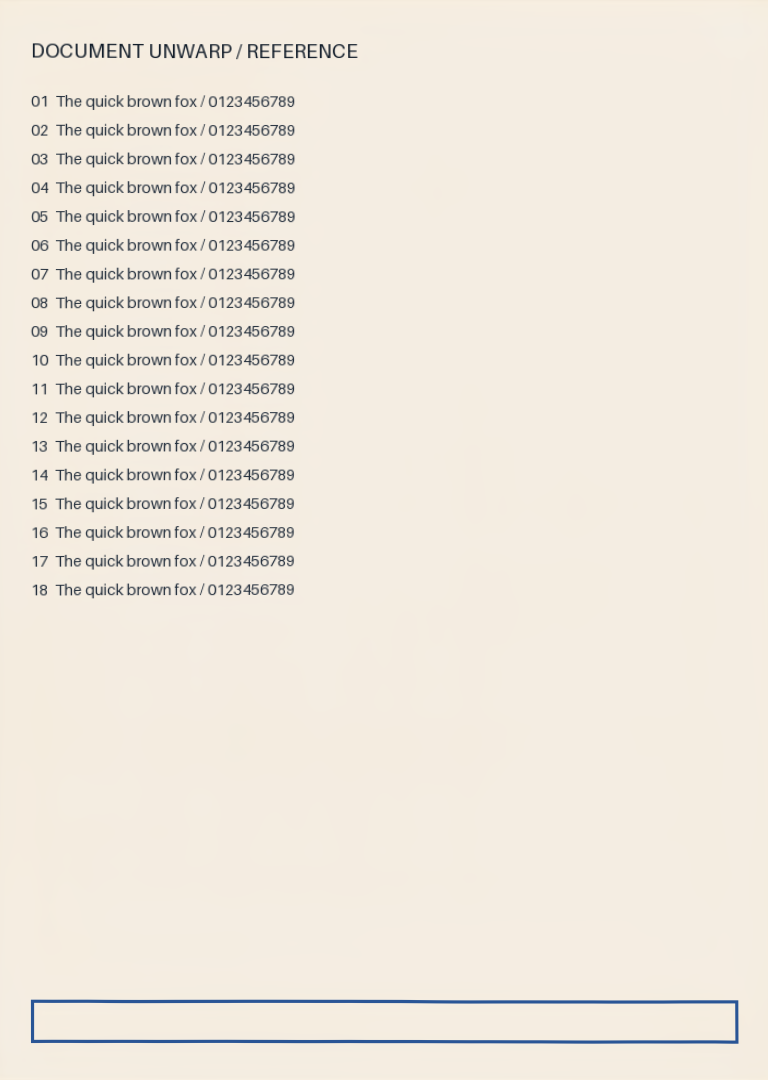 DOCUMENT UNWARP / REFERENCE
01 The quick brown fox / 0123456789
02 The quick brown fox / 0123456789
03 The quick brown fox / 0123456789
04 The quick brown fox / 0123456789
05 The quick brown fox / 0123456789
06 The quick brown fox / 0123456789
07 The quick brown fox / 0123456789
08 The quick brown fox / 0123456789
09 The quick brown fox / 0123456789
10 The quick brown fox / 0123456789
11 The quick brown fox / 0123456789
12 The quick brown fox / 0123456789
13 The quick brown fox / 0123456789
14 The quick brown fox / 0123456789
15 The quick brown fox / 0123456789
16 The quick brown fox / 0123456789
17 The quick brown fox / 0123456789
18 The quick brown fox / 0123456789